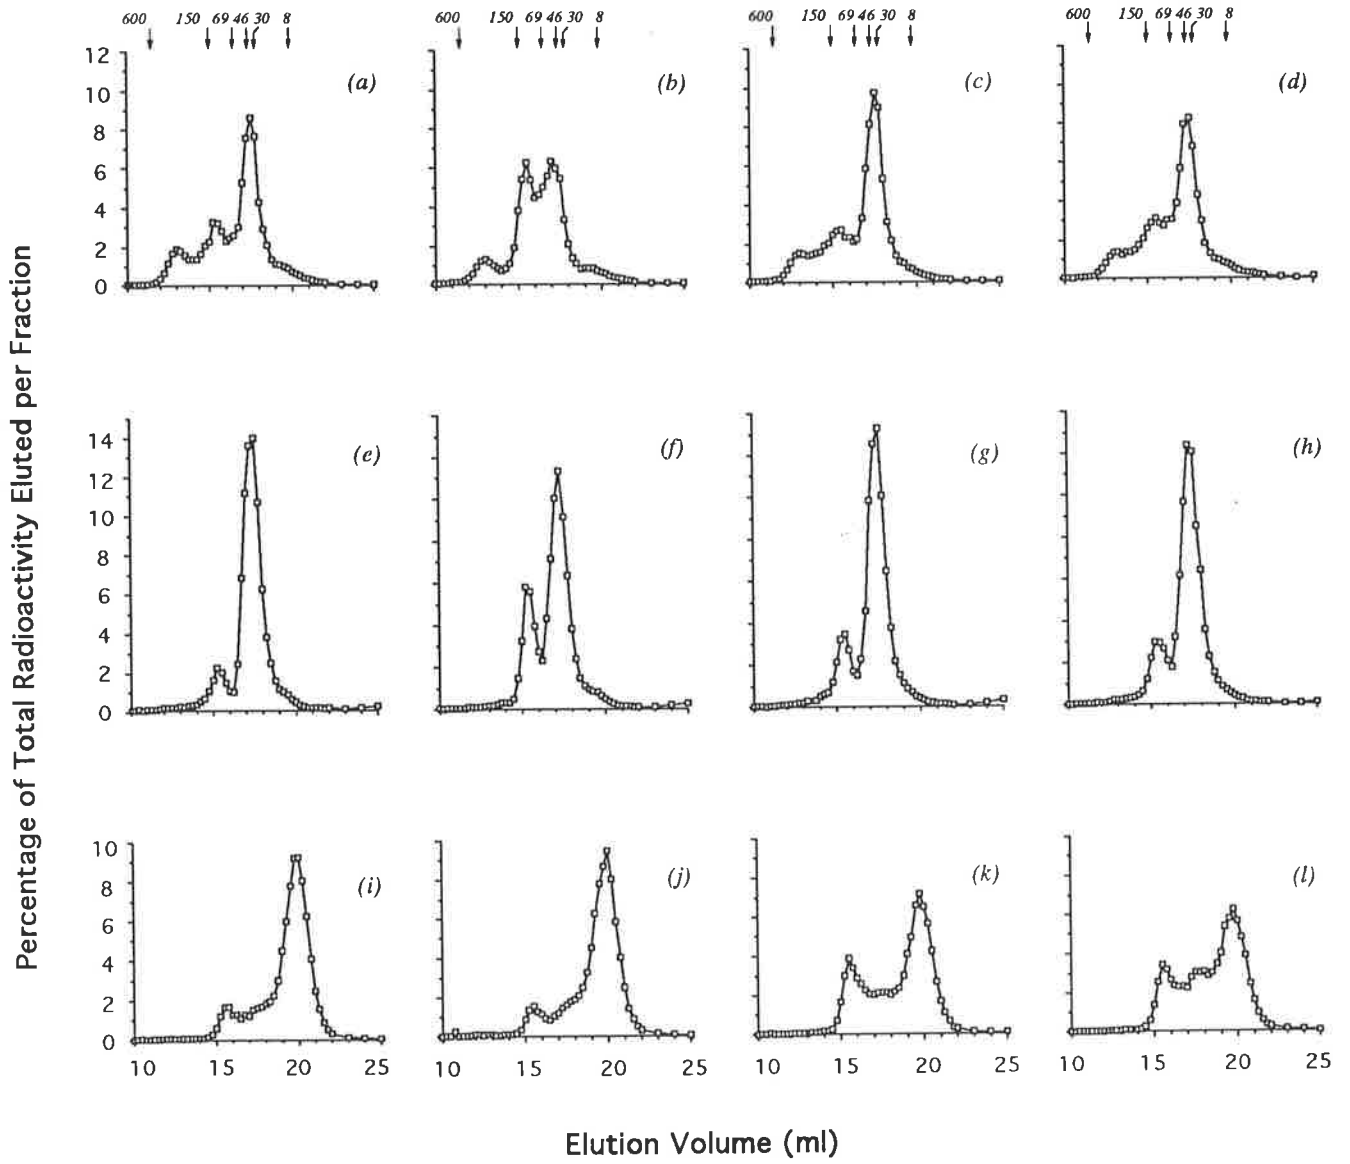 600 150 69 46 30 8
600 150 69 46 30 8
600 150 69 46 30 8
600 150 69 46 30 8
12
10
8
6
4
2
0
(a)
(b)
(c)
(d)
14
12
10
8
6
4
2
0
(e)
(f)
(g)
(h)
10
8
6
4
2
0
(i)
(j)
(k)
(l)
10 15 20 25
10 15 20 25
10 15 20 25
10 15 20 25
Percentage of Total Radioactivity Eluted per Fraction
Elution Volume (ml)